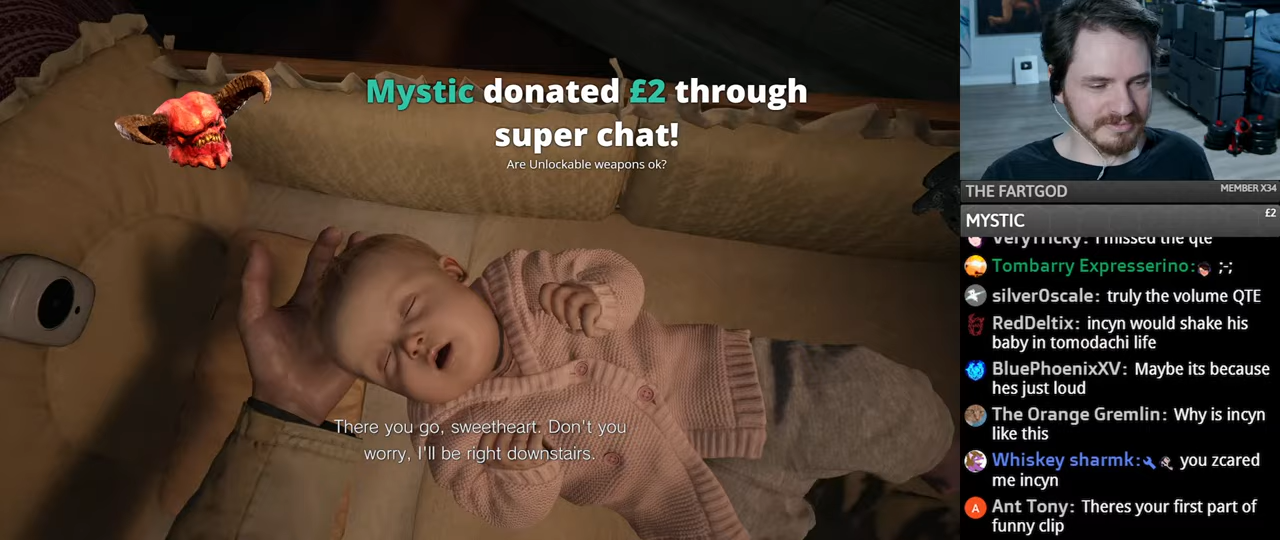 Mystic donated £2 through
super chat!
Are Unlockable weapons ok?
There you go, sweetheart. Don't you
worry, I'll be right downstairs.
THE FARTGOD
MEMBER X34
MYSTIC
£2
VeryTricky: I missed the qte
Tombarry Expresserino:
silver0scale: truly the volume QTE
RedDeltix: incyn would shake his
baby in tomodachi life
BluePhoenixXV: Maybe its because
hes just loud
The Orange Gremlin: Why is incyn
like this
Whiskey sharmk: you zcared
me incyn
A
Ant Tony: Theres your first part of
funny clip